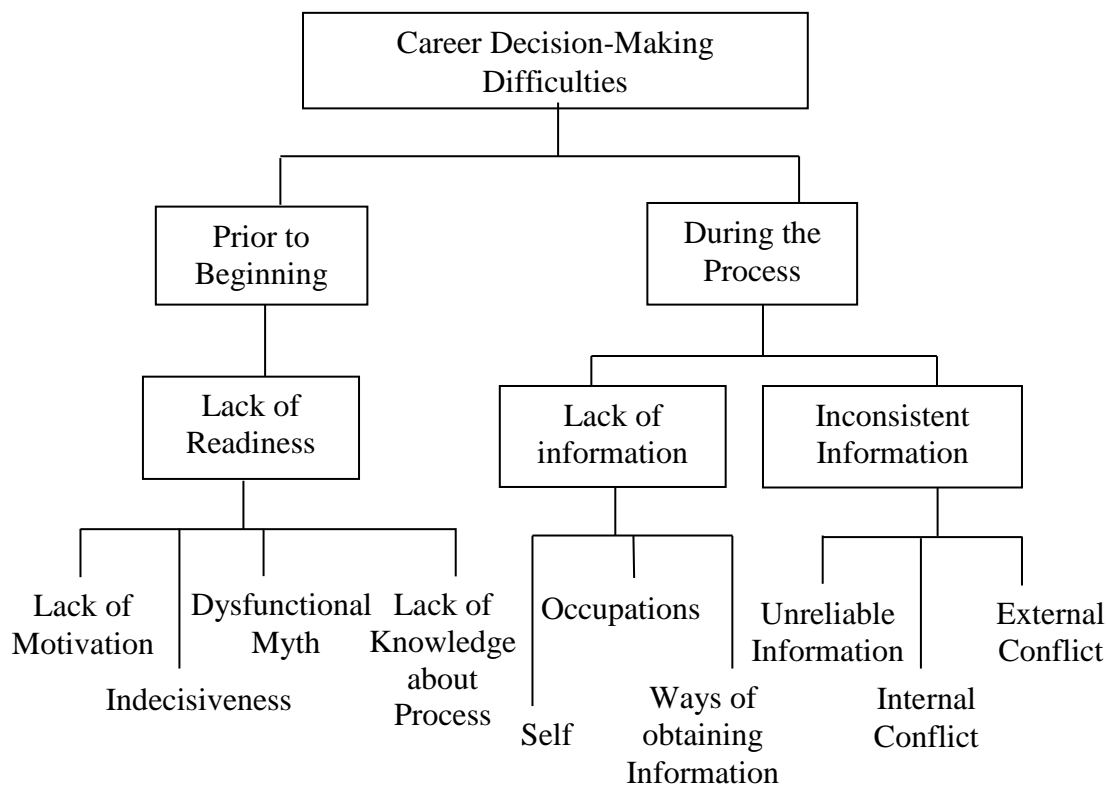 Career Decision-Making
Difficulties
Prior to
Beginning
During the
Process
Lack of
Readiness
Lack of
information
Inconsistent
Information
Lack of
Motivation
Indecisiveness
Dysfunctional
Myth
Lack of
Knowledge
about
Process
Self
Occupations
Ways of
obtaining
Information
Unreliable
Information
Internal
Conflict
External
Conflict